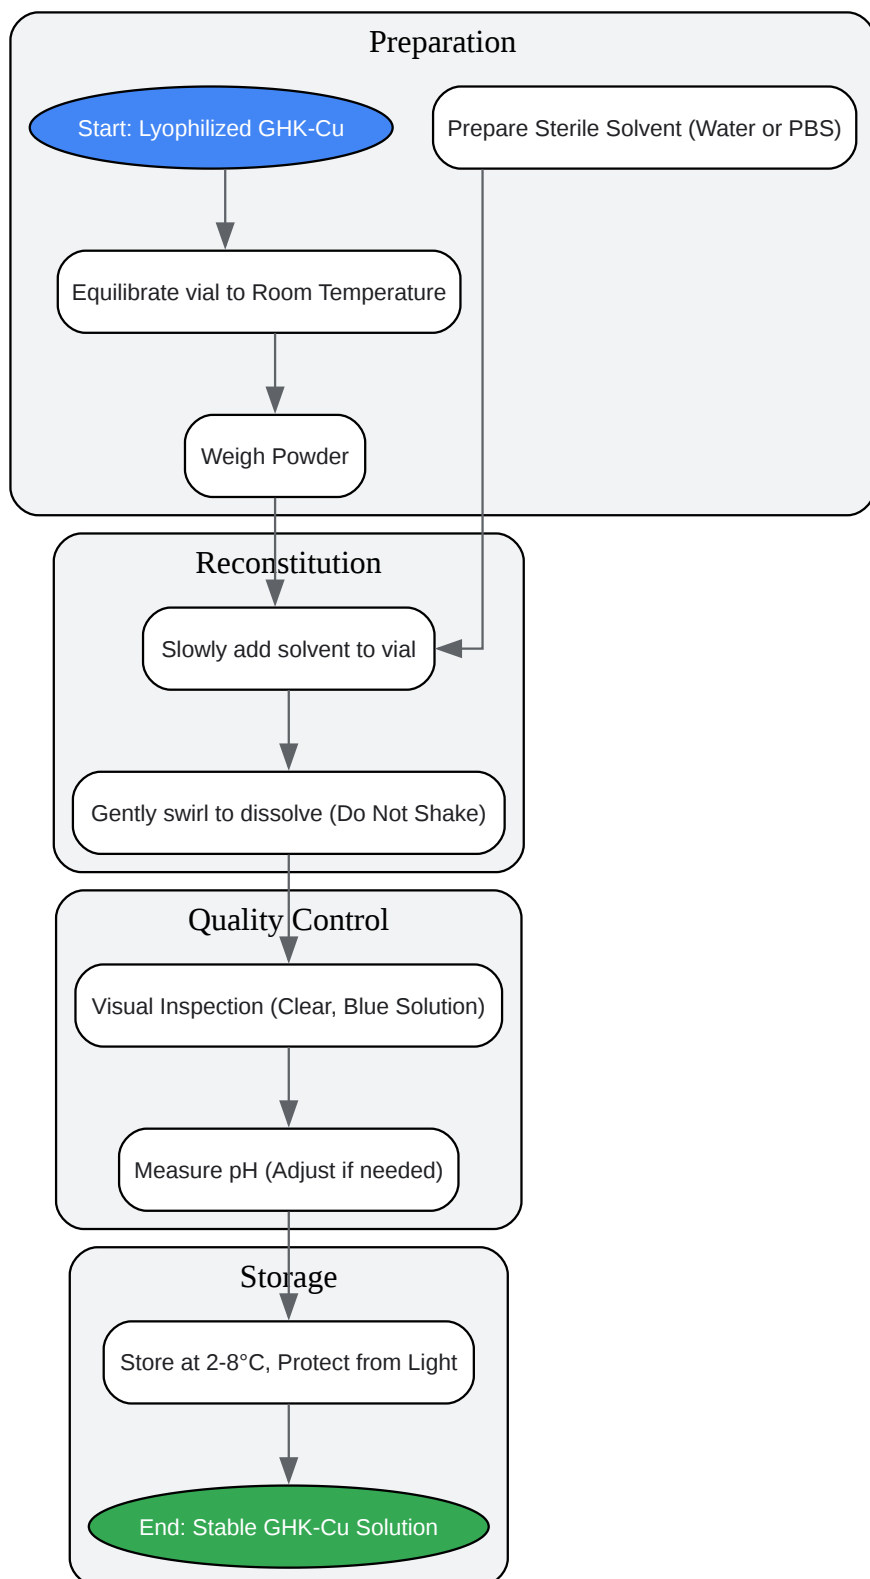 Preparation
Start: Lyophilized GHK-Cu
Prepare Sterile Solvent (Water or PBS)
Equilibrate vial to Room Temperature
Weigh Powder
Reconstitution
Slowly add solvent to vial
Gently swirl to dissolve (Do Not Shake)
Quality Control
Visual Inspection (Clear, Blue Solution)
Measure pH (Adjust if needed)
Storage
Store at 2-8°C, Protect from Light
End: Stable GHK-Cu Solution